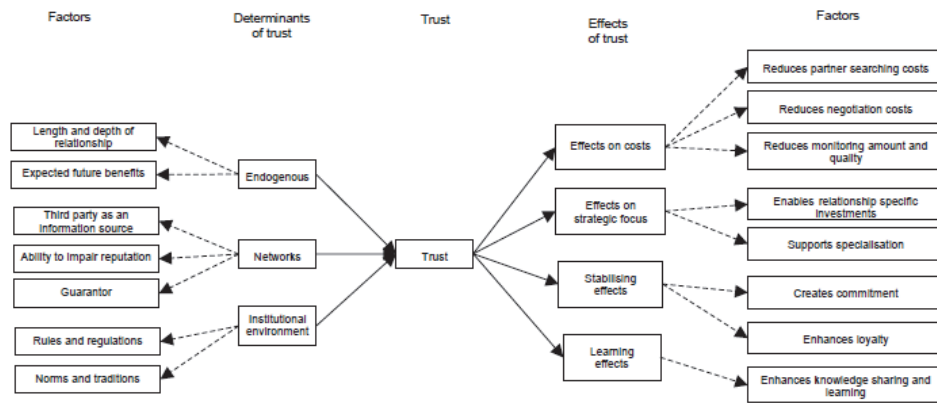 Factors
Determinants
of trust
Trust
Effects
of trust
Factors
Length and depth of
relationship
Expected future benefits
Third party as an
information source
Ability to impair reputation
Guarantor
Rules and regulations
Norms and traditions
Endogenous
Networks
Institutional
environment
Trust
Effects on costs
Effects on
strategic focus
Stabilising
effects
Learning
effects
Reduces partner searching costs
Reduces negotiation costs
Reduces monitoring amount and
quality
Enables relationship specific
investments
Supports specialisation
Creates commitment
Enhances loyalty
Enhances knowledge sharing and
learning